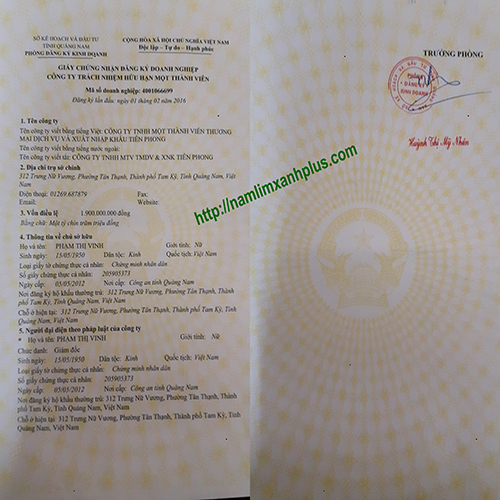 SỞ KẾ HOẠCH VÀ ĐẦU TƯ
TỈNH QUẢNG NAM
PHÒNG ĐĂNG KÝ KINH DOANH
CỘNG HÒA XÃ HỘI CHỦ NGHĨA VIỆT NAM
Độc lập - Tự do - Hạnh phúc
GIẤY CHỨNG NHẬN ĐĂNG KÝ DOANH NGHIỆP
CÔNG TY TRÁCH NHIỆM HỮU HẠN MỘT THÀNH VIÊN
Mã số doanh nghiệp: 4001066699
Đăng ký lần đầu, ngày 01 tháng 02 năm 2016
1. Tên công ty
Tên công ty viết bằng tiếng Việt: CÔNG TY TNHH MỘT THÀNH VIÊN THƯƠNG
MẠI DỊCH VỤ VÀ XUẤT NHẬP KHẨU TIÊN PHONG
Tên công ty viết bằng tiếng nước ngoài:
Tên công ty viết tắt: CÔNG TY TNHH MTV TMDV & XNK TIÊN PHONG
2. Địa chỉ trụ sở chính
312 Trưng Nữ Vương, Phường Tân Thạnh, Thành phố Tam Kỳ, Tỉnh Quảng Nam, Việt
Nam
Điện thoại: 01269.687879 Fax:
Email: Website:
3. Vốn điều lệ 1.900.000.000 đồng
Bằng chữ: Một tỷ chín trăm triệu đồng
4. Thông tin về chủ sở hữu
Họ và tên: PHẠM THỊ VINH Giới tính: Nữ
Sinh ngày: 15/05/1950 Dân tộc: Kinh Quốc tịch: Việt Nam
Loại giấy tờ chứng thực cá nhân: Chứng minh nhân dân
Số giấy chứng thực cá nhân: 205905373
Ngày cấp: 05/05/2012 Nơi cấp: Công an tỉnh Quảng Nam
Nơi đăng ký hộ khẩu thường trú: 312 Trưng Nữ Vương, Phường Tân Thạnh, Thành
phố Tam Kỳ, Tỉnh Quảng Nam, Việt Nam
Chỗ ở hiện tại: 312 Trưng Nữ Vương, Phường Tân Thạnh, Thành phố Tam Kỳ, Tỉnh
Quảng Nam, Việt Nam
5. Người đại diện theo pháp luật của công ty
* Họ và tên: PHẠM THỊ VINH Giới tính: Nữ
Chức danh: Giám đốc
Sinh ngày: 15/05/1950 Dân tộc: Kinh Quốc tịch: Việt Nam
Loại giấy tờ chứng thực cá nhân: Chứng minh nhân dân
Số giấy chứng thực cá nhân: 205905373
Ngày cấp: 05/05/2012 Nơi cấp: Công an tỉnh Quảng Nam
Nơi đăng ký hộ khẩu thường trú: 312 Trưng Nữ Vương, Phường Tân Thạnh, Thành
phố Tam Kỳ, Tỉnh Quảng Nam, Việt Nam
Chỗ ở hiện tại: 312 Trưng Nữ Vương, Phường Tân Thạnh, Thành phố Tam Kỳ, Tỉnh
Quảng Nam, Việt Nam
http://namlimxanhplus.com
TRƯỞNG PHÒNG
PHÒNG
ĐĂNG KÝ
KINH DOANH
Huỳnh Thị Mỹ Nhân